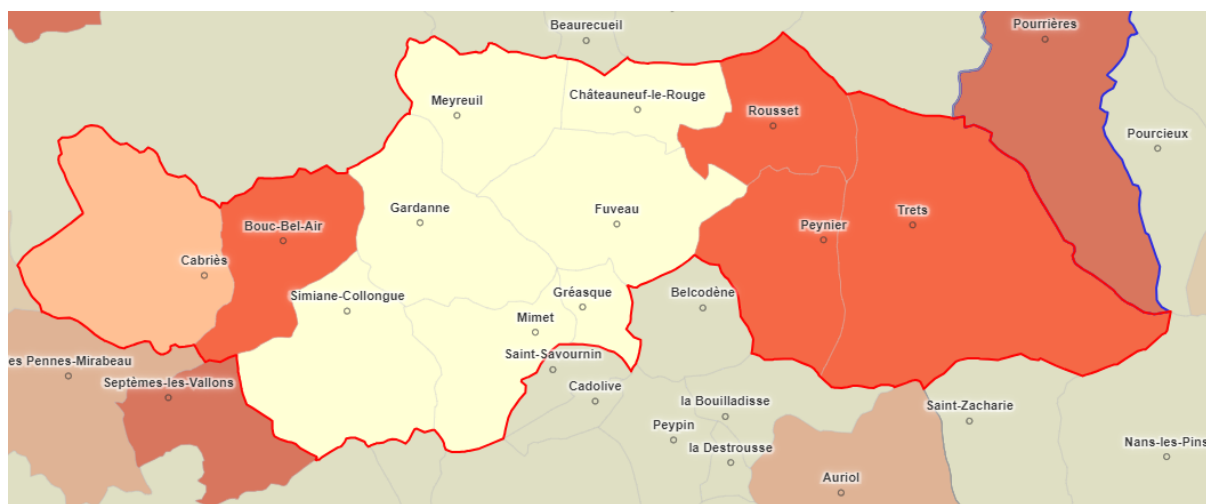 Beaurecueil
Pourrières
Meyreuil
Châteauneuf-le-Rouge
Rousset
Pourcieux
Gardanne
Fuveau
Trets
Bouc-Bel-Air
Peynier
Cabriès
Simiane-Collongue
Gréasque
Belcodène
Mimet
Saint-Savournin
es Pennes-Mirabeau
Septèmes-les-Vallons
Cadolive
la Bouilladisse
Saint-Zacharie
Peypin
la Destrousse
Nans-les-Pins
Auriol